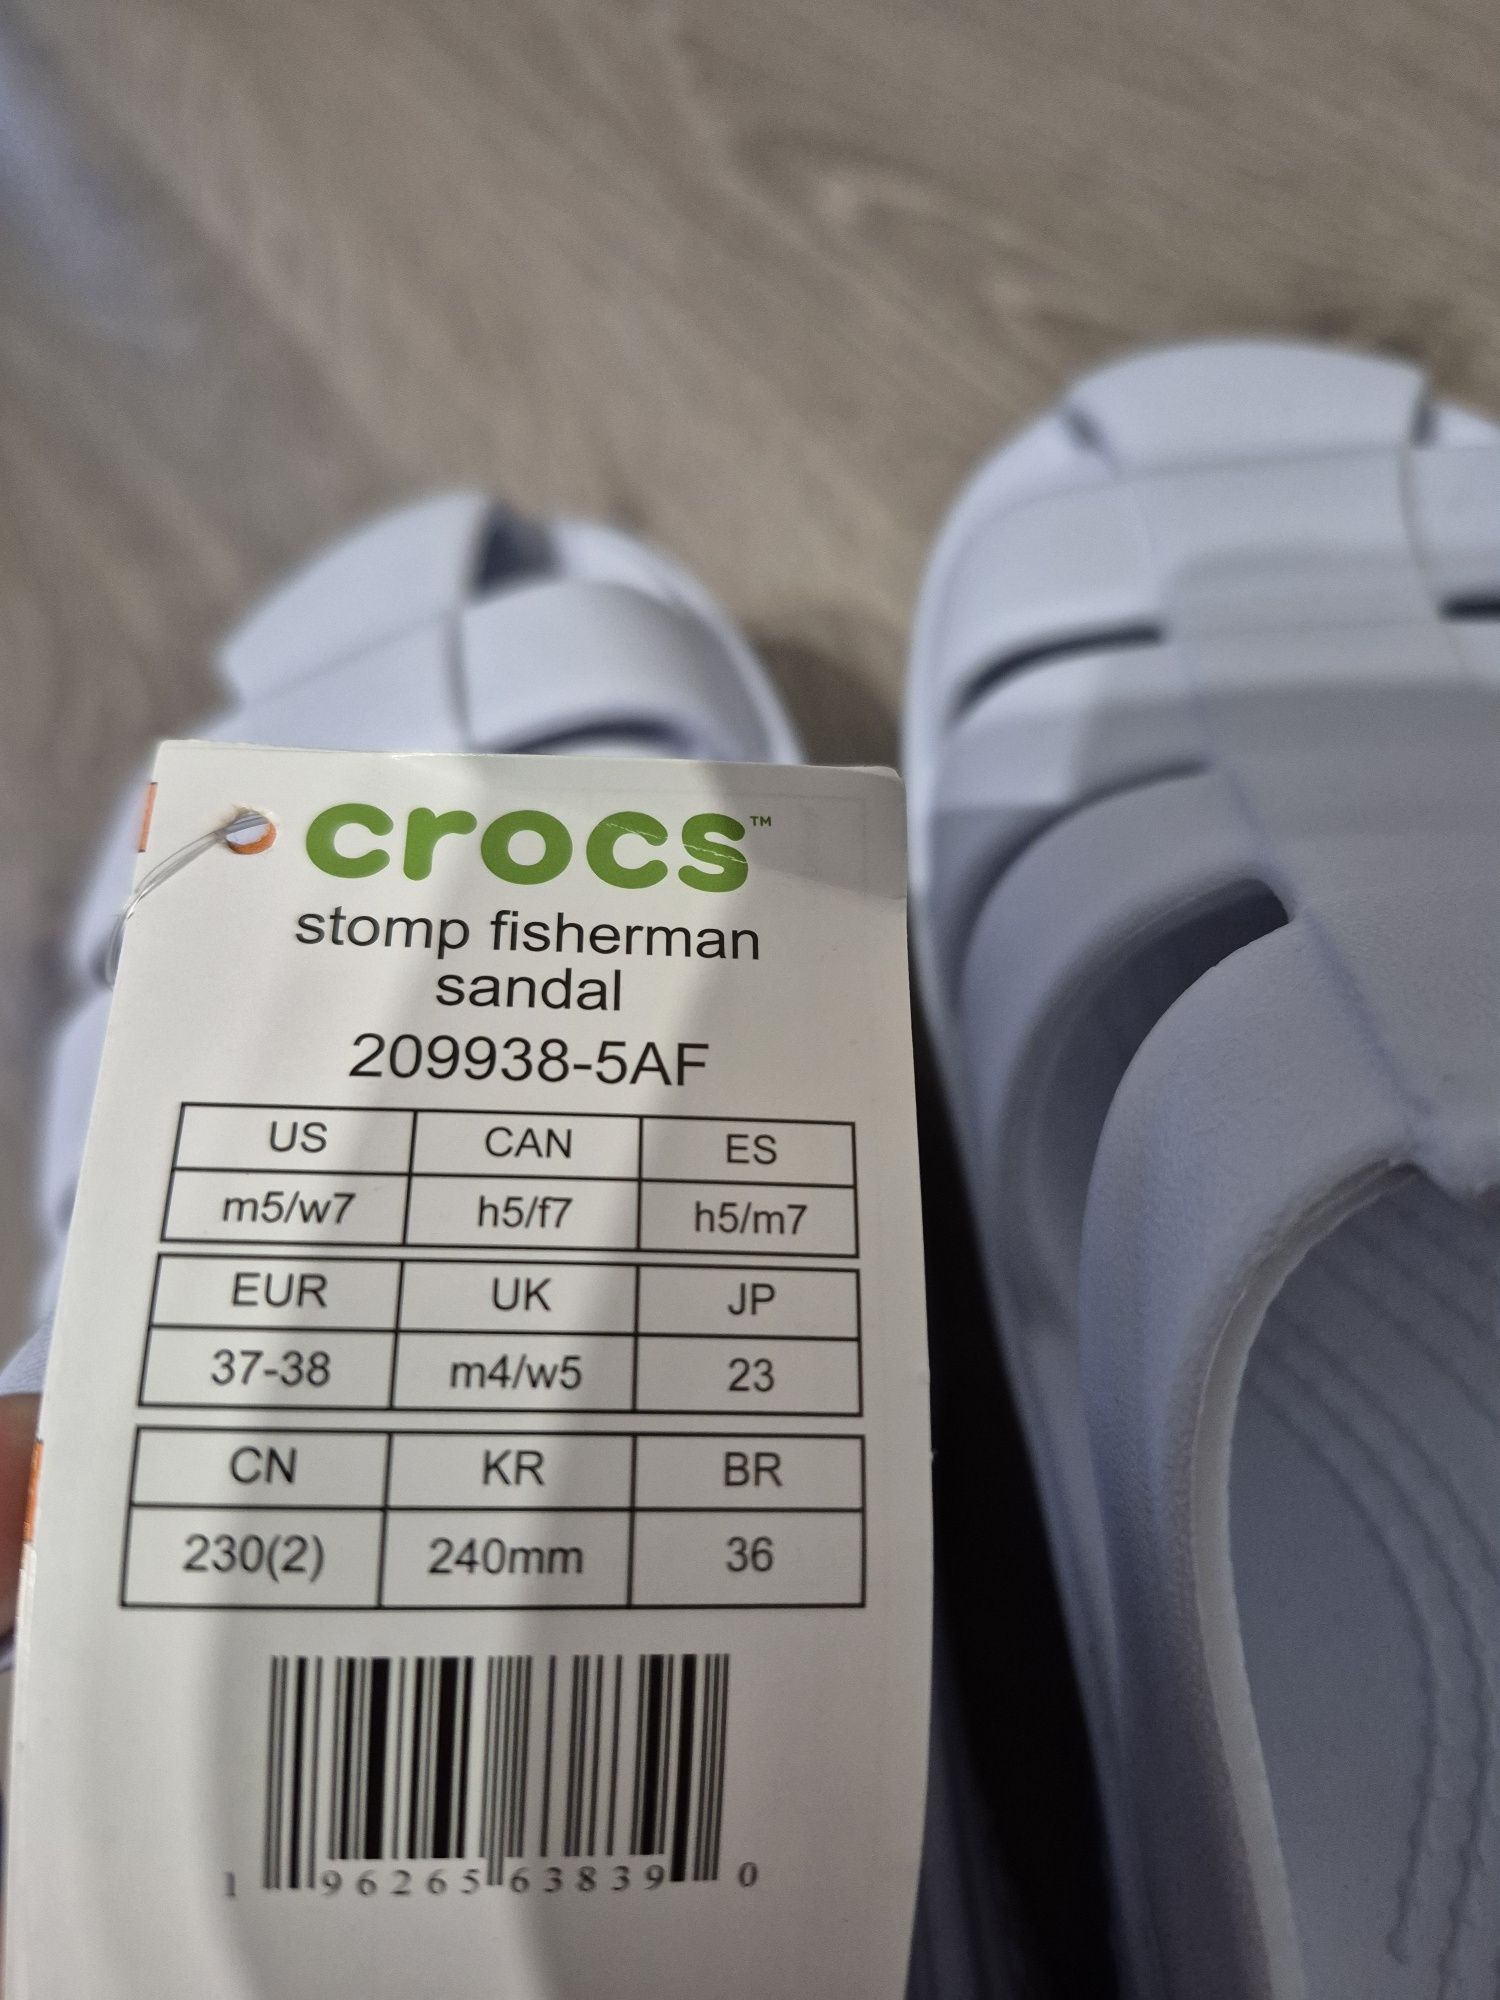 crocs™
stomp fisherman
sandal
209938-5AF
US CAN ES
m5/w7 h5/f7 h5/m7
EUR UK JP
37-38 m4/w5 23
CN KR BR
230(2) 240mm 36
1 96265 63839 0